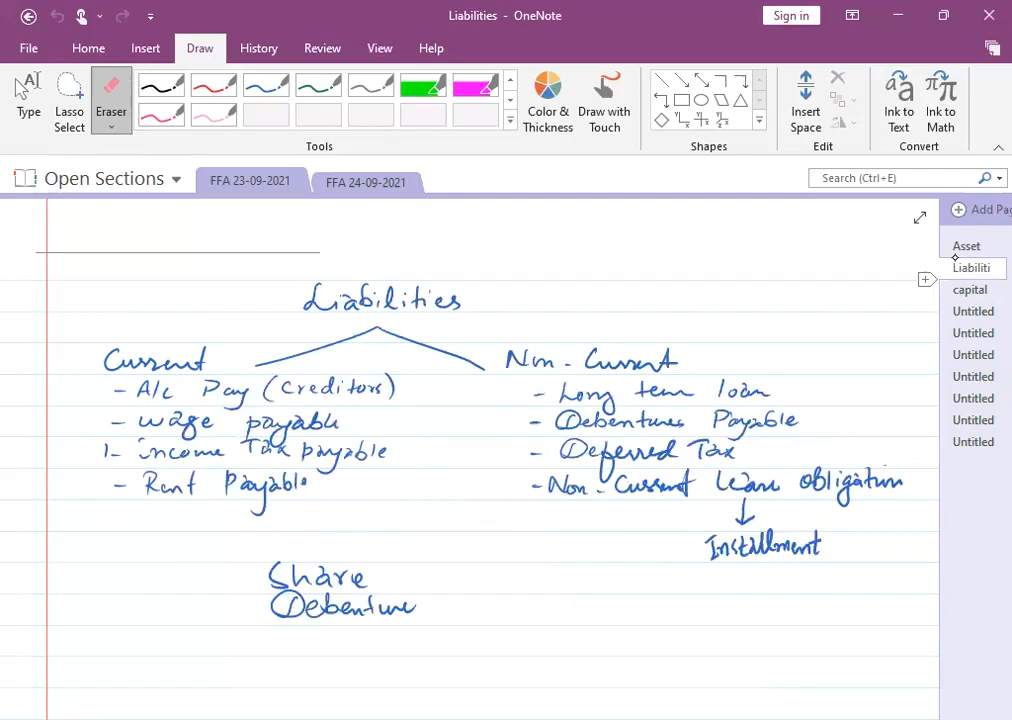 Liabilities - OneNote
Sign in
File Home Insert Draw History Review View Help
Type
Lasso Select
Eraser
Color & Thickness
Draw with Touch
Insert Space
Ink to Text
Ink to Math
Tools
Shapes
Edit
Convert
Open Sections
FFA 23-09-2021
FFA 24-09-2021
Search (Ctrl+E)
Add Pag
Asset
Liabiliti
capital
Untitled
Untitled
Untitled
Untitled
Untitled
Untitled
Untitled
Liabilities
Current
- A/c Pay (Creditors)
- wage payable
- income Tax payable
- Rent Payable
Non - Current
- Long term loan
- Debentures Payable
- Deferred Tax
- Non - Current obligation
Installment
Share
Debenture